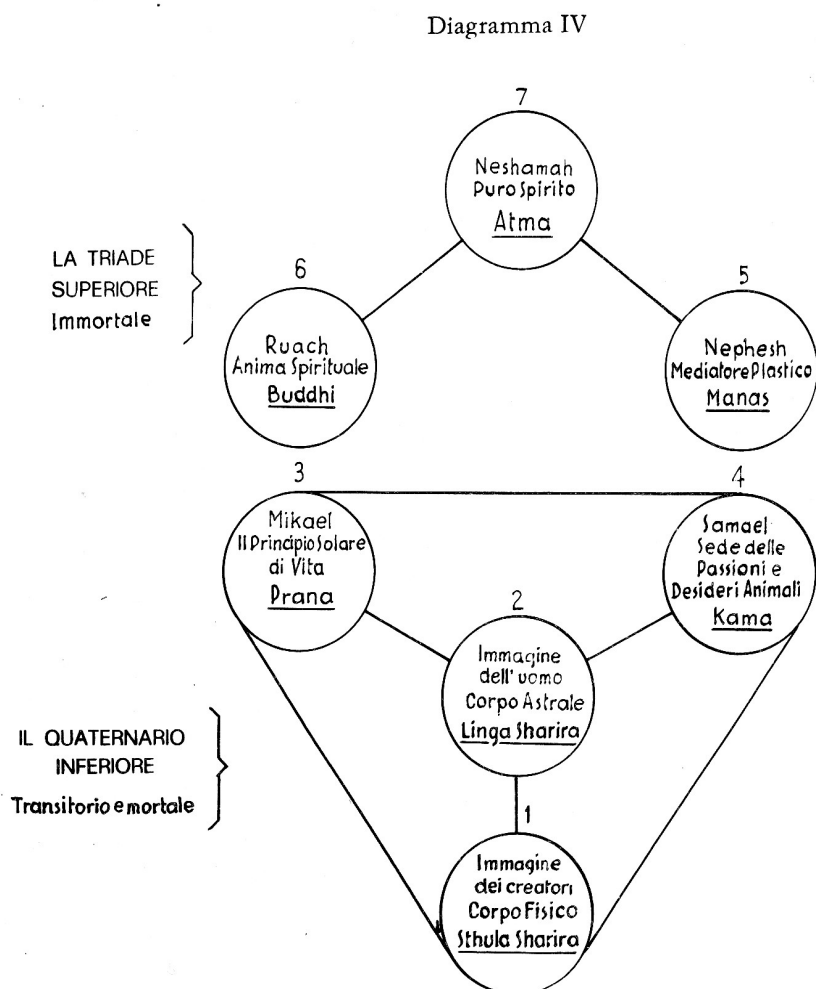 Diagramma IV
7
Neshamah
Puro Spirito
Atma
LA TRIADE
SUPERIORE
Immortale
6
Ruach
Anima Spirituale
Buddhi
5
Nephesh
Mediatore Plastico
Manas
3
Mikael
Il Principio Solare
di Vita
Prana
4
Samael
Sede delle
Passioni e
Desideri Animali
Kama
2
Immagine
dell'uomo
Corpo Astrale
Linga Sharira
IL QUATERNARIO
INFERIORE
Transitorio e mortale
1
Immagine
dei creatori
Corpo Fisico
Sthula Sharira